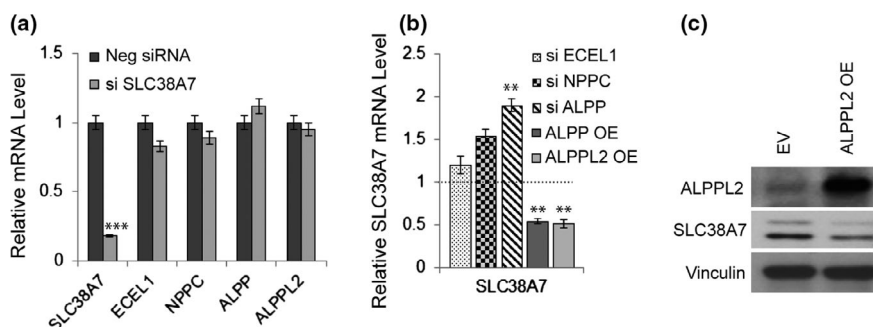 (a)
Neg siRNA
si SLC38A7
Relative mRNA Level
1.5
1
0.5
0
***
SLC38A7
ECEL1
NPPC
ALPP
ALPPL2
(b)
si ECEL1
si NPPC
si ALPP
ALPP OE
ALPPL2 OE
Relative SLC38A7 mRNA Level
2.5
2
1.5
1
0.5
0
**
** **
SLC38A7
(c)
EV
ALPPL2 OE
ALPPL2
SLC38A7
Vinculin